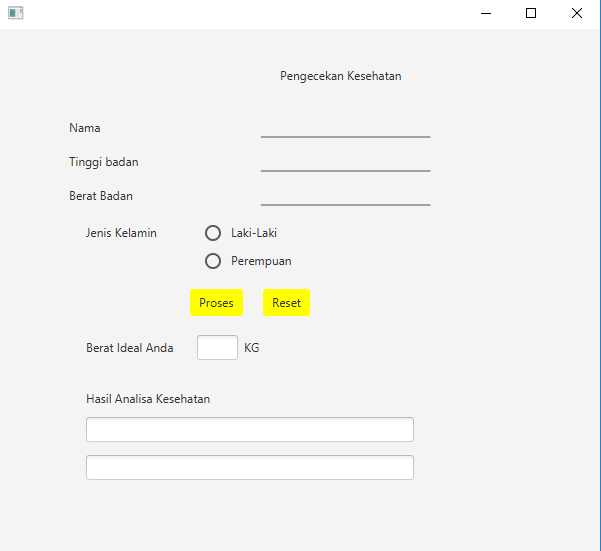 Pengecekan Kesehatan
Nama
Tinggi badan
Berat Badan
Jenis Kelamin
Laki-Laki
Perempuan
Proses Reset
Berat Ideal Anda KG
Hasil Analisa Kesehatan